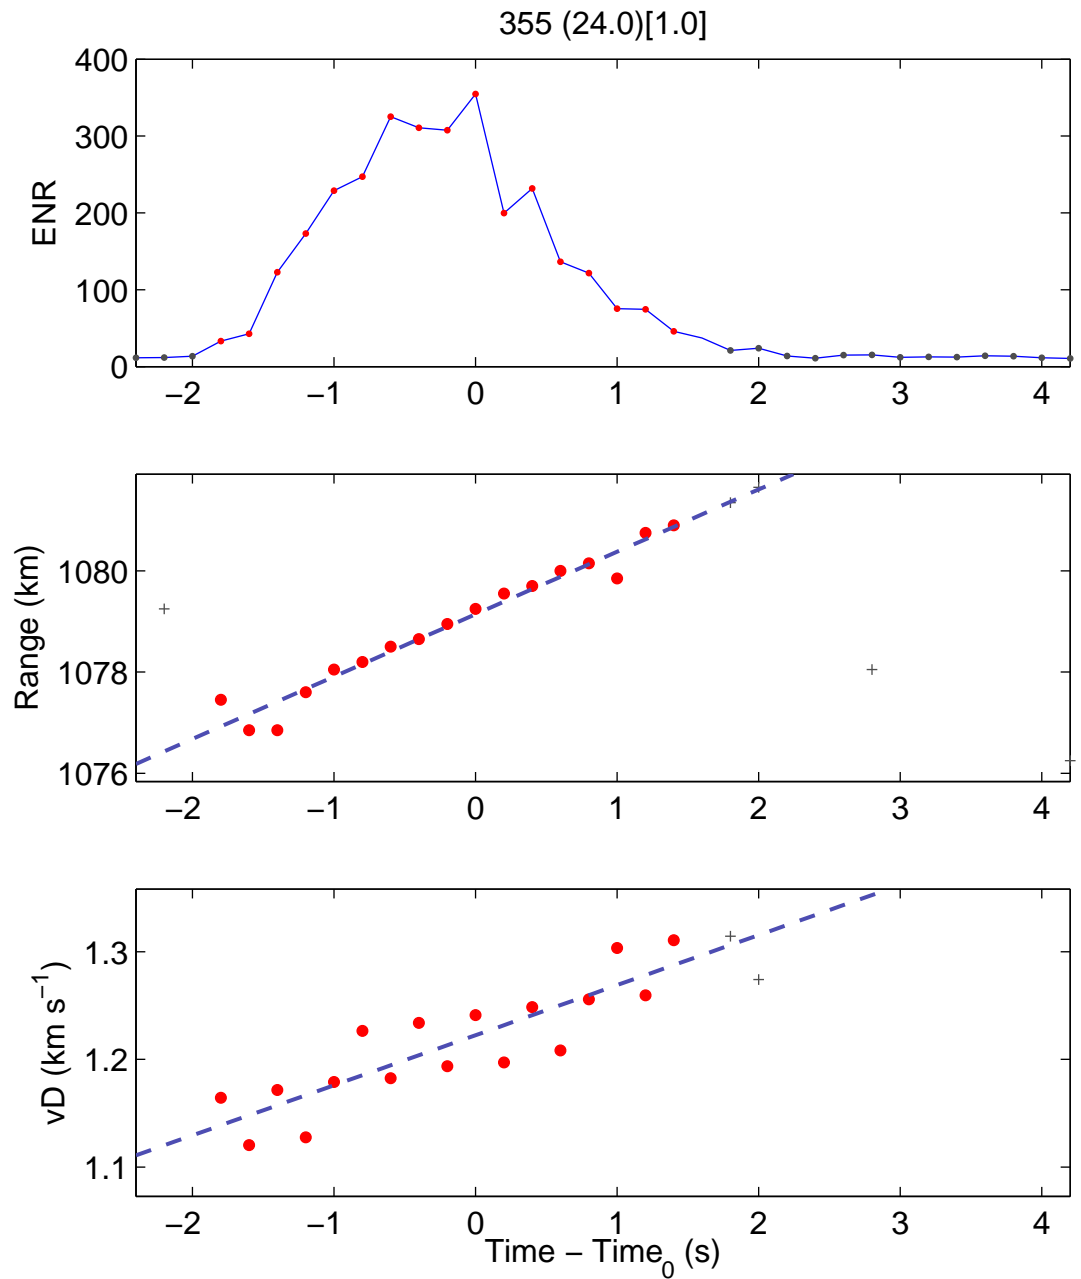 355 (24.0)[1.0]
400
300
200
100
0
ENR
−2 −1 0 1 2 3 4
1080
1078
1076
Range (km)
−2 −1 0 1 2 3 4
1.3
1.2
1.1
vD (km s⁻¹)
−2 −1 0 1 2 3 4
Time − Time₀ (s)